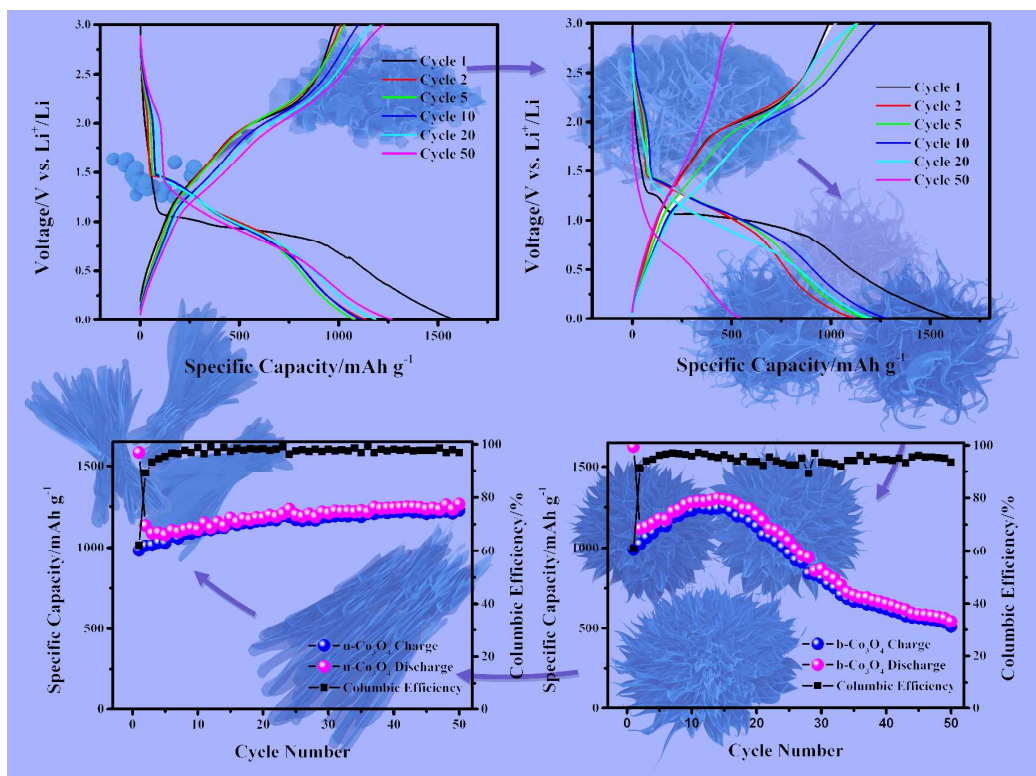 Voltage/V vs. Li⁺/Li
3.0
2.5
2.0
1.5
1.0
0.5
0.0
Cycle 1
Cycle 2
Cycle 5
Cycle 10
Cycle 20
Cycle 50
0 500 1000 1500
Specific Capacity/mAh g⁻¹
Voltage/V vs. Li⁺/Li
3.0
2.5
2.0
1.5
1.0
0.5
0.0
Cycle 1
Cycle 2
Cycle 5
Cycle 10
Cycle 20
Cycle 50
0 500 1000 1500
Specific Capacity/mAh g⁻¹
Specific Capacity/mAh g⁻¹
1500
1000
500
0
u-Co₃O₄ Charge
u-Co₃O₄ Discharge
Columbic Efficiency
100
80
60
40
20
0
Columbic Efficiency/%
0 10 20 30 40 50
Cycle Number
Specific Capacity/mAh g⁻¹
1500
1000
500
0
b-Co₃O₄ Charge
b-Co₃O₄ Discharge
Columbic Efficiency
100
80
60
40
20
0
Columbic Efficiency/%
0 10 20 30 40 50
Cycle Number